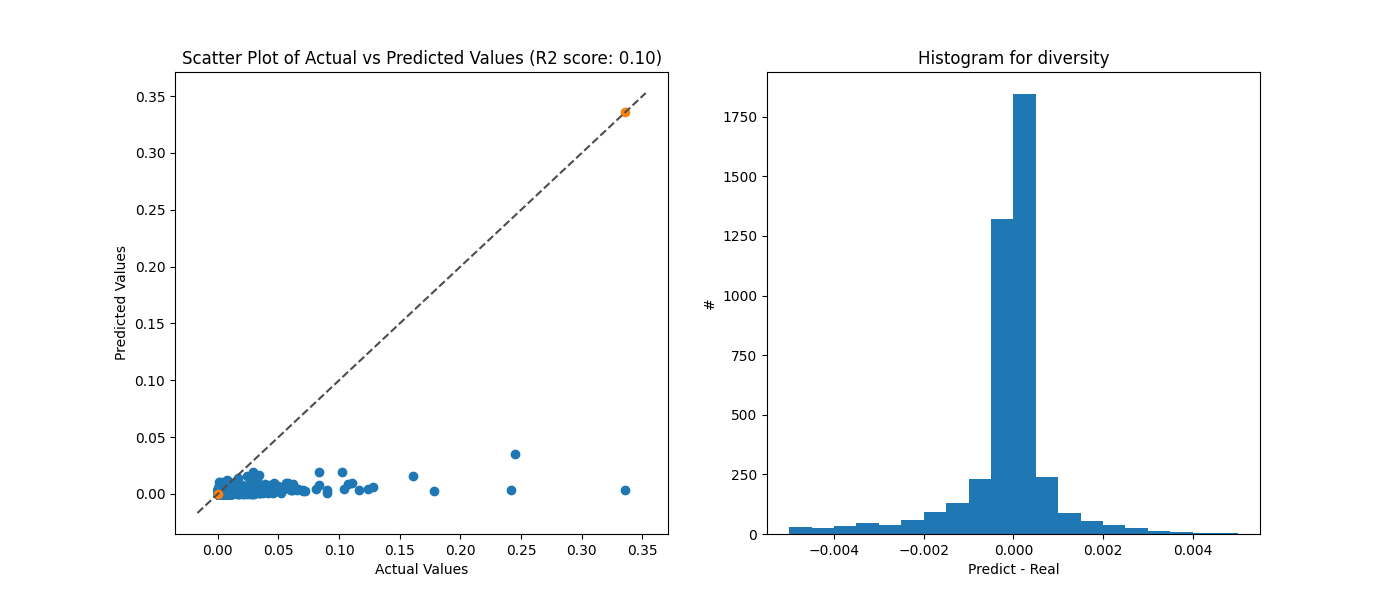 Scatter Plot of Actual vs Predicted Values (R2 score: 0.10)
Predicted Values
0.35
0.30
0.25
0.20
0.15
0.10
0.05
0.00
0.00 0.05 0.10 0.15 0.20 0.25 0.30 0.35
Actual Values
Histogram for diversity
#
1750
1500
1250
1000
750
500
250
0
−0.004 −0.002 0.000 0.002 0.004
Predict - Real